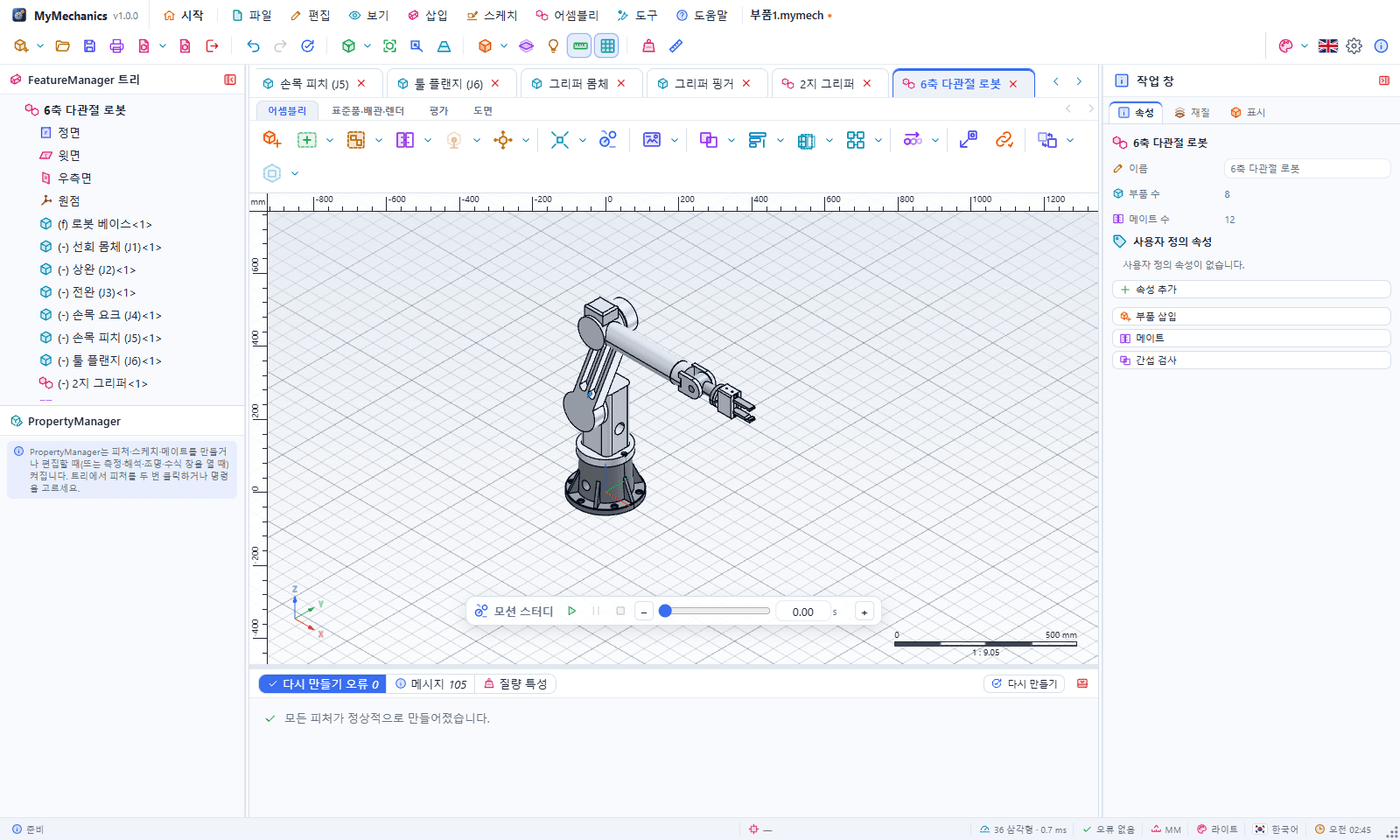 MyMechanics v1.0.0 시작 파일 편집 보기 삽입 스케치 어셈블리 도구 도움말 부품1.mymech
FeatureManager 트리
6축 다관절 로봇
정면
윗면
우측면
원점
(f) 로봇 베이스<1>
(-) 선회 몸체 (J1)<1>
(-) 상완 (J2)<1>
(-) 전완 (J3)<1>
(-) 손목 요크 (J4)<1>
(-) 손목 피치 (J5)<1>
(-) 툴 플랜지 (J6)<1>
(-) 2지 그리퍼<1>
PropertyManager
PropertyManager는 피처·스케치·메이트를 만들거
나 편집할 때(또는 측정·해석·조명·수식 창을 열 때)
켜집니다. 트리에서 피처를 두 번 클릭하거나 명령
을 고르세요.
손목 피치 (J5) 툴 플랜지 (J6) 그리퍼 몸체 그리퍼 핑거 2지 그리퍼 6축 다관절 로봇
어셈블리 표준품·배관·렌더 평가 도면
mm -800 -600 -400 -200 0 200 400 600 800 1000 1200
600
400
200
0
-200
-400
Z
Y
X
모션 스터디 0.00 s
0 500 mm
1 : 9.05
다시 만들기 오류 0 메시지 105 질량 특성 다시 만들기
모든 피처가 정상적으로 만들어졌습니다.
작업 창
속성 재질 표시
6축 다관절 로봇
이름 6축 다관절 로봇
부품 수 8
메이트 수 12
사용자 정의 속성
사용자 정의 속성이 없습니다.
속성 추가
부품 삽입
메이트
간섭 검사
준비 — 36 삼각형 · 0.7 ms 오류 없음 MM 라이트 한국어 오전 02:45